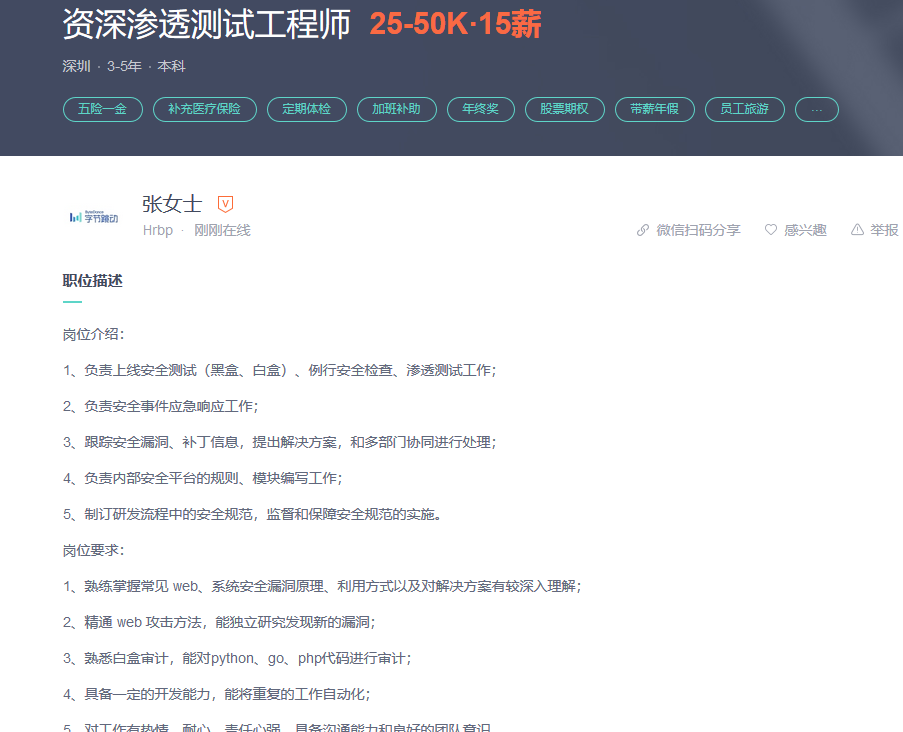 资深渗透测试工程师 25-50K·15薪
深圳 · 3-5年 · 本科
五险一金 补充医疗保险 定期体检 加班补助 年终奖 股票期权 带薪年假 员工旅游 ...
张女士 V
字节跳动
Hrbp · 刚刚在线 微信扫码分享 感兴趣 举报
职位描述
岗位介绍：
1、负责上线安全测试（黑盒、白盒）、例行安全检查、渗透测试工作；
2、负责安全事件应急响应工作；
3、跟踪安全漏洞、补丁信息，提出解决方案，和多部门协同进行处理；
4、负责内部安全平台的规则、模块编写工作；
5、制订研发流程中的安全规范，监督和保障安全规范的实施。
岗位要求：
1、熟练掌握常见 web、系统安全漏洞原理、利用方式以及对解决方案有较深入理解；
2、精通 web 攻击方法，能独立研究发现新的漏洞；
3、熟悉白盒审计，能对python、go、php代码进行审计；
4、具备一定的开发能力，能将重复的工作自动化；
5、对工作有热情、耐心、责任心强，具备沟通能力和良好的团队意识